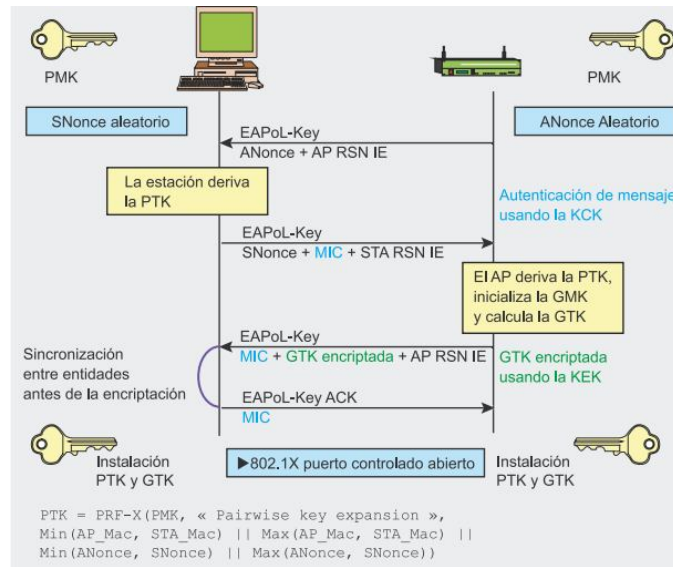 PMK
PMK
SNonce aleatorio
ANonce Aleatorio
EAPoL-Key
ANonce + AP RSN IE
La estación deriva
la PTK
Autenticación de mensaje
usando la KCK
EAPoL-Key
SNonce + MIC + STA RSN IE
El AP deriva la PTK,
inicializa la GMK
y calcula la GTK
EAPoL-Key
MIC + GTK encriptada + AP RSN IE
Sincronización
entre entidades
antes de la encriptación
GTK encriptada
usando la KEK
EAPoL-Key ACK
MIC
Instalación
PTK y GTK
▶802.1X puerto controlado abierto
Instalación
PTK y GTK
PTK = PRF-X(PMK, « Pairwise key expansion »,
Min(AP_Mac, STA_Mac) || Max(AP_Mac, STA_Mac) ||
Min(ANonce, SNonce) || Max(ANonce, SNonce))